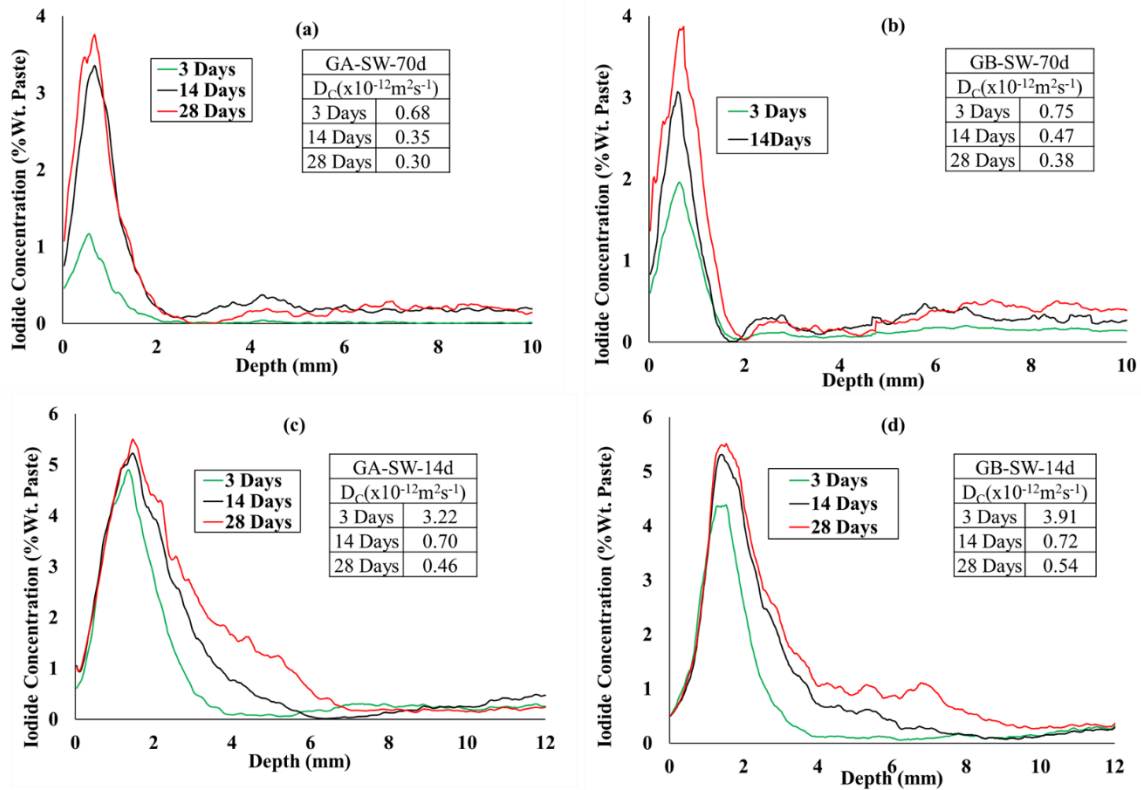 (a)
Iodide Concentration (%Wt. Paste)
4
3
2
1
0
3 Days
14 Days
28 Days
GA-SW-70d
D_C(x10⁻¹²m²s⁻¹)
3 Days 0.68
14 Days 0.35
28 Days 0.30
0 2 4 6 8 10
Depth (mm)
(b)
Iodide Concentration (%Wt. Paste)
4
3
2
1
0
3 Days
14Days
GB-SW-70d
D_C(x10⁻¹²m²s⁻¹)
3 Days 0.75
14 Days 0.47
28 Days 0.38
0 2 4 6 8 10
Depth (mm)
(c)
Iodide Concentration (%Wt. Paste)
6
5
4
3
2
1
0
3 Days
14 Days
28 Days
GA-SW-14d
D_C(x10⁻¹²m²s⁻¹)
3 Days 3.22
14 Days 0.70
28 Days 0.46
0 2 4 6 8 10 12
Depth (mm)
(d)
Iodide Concentration (%Wt. Paste)
6
5
4
3
2
1
0
3 Days
14 Days
28 Days
GB-SW-14d
D_C(x10⁻¹²m²s⁻¹)
3 Days 3.91
14 Days 0.72
28 Days 0.54
0 2 4 6 8 10 12
Depth (mm)